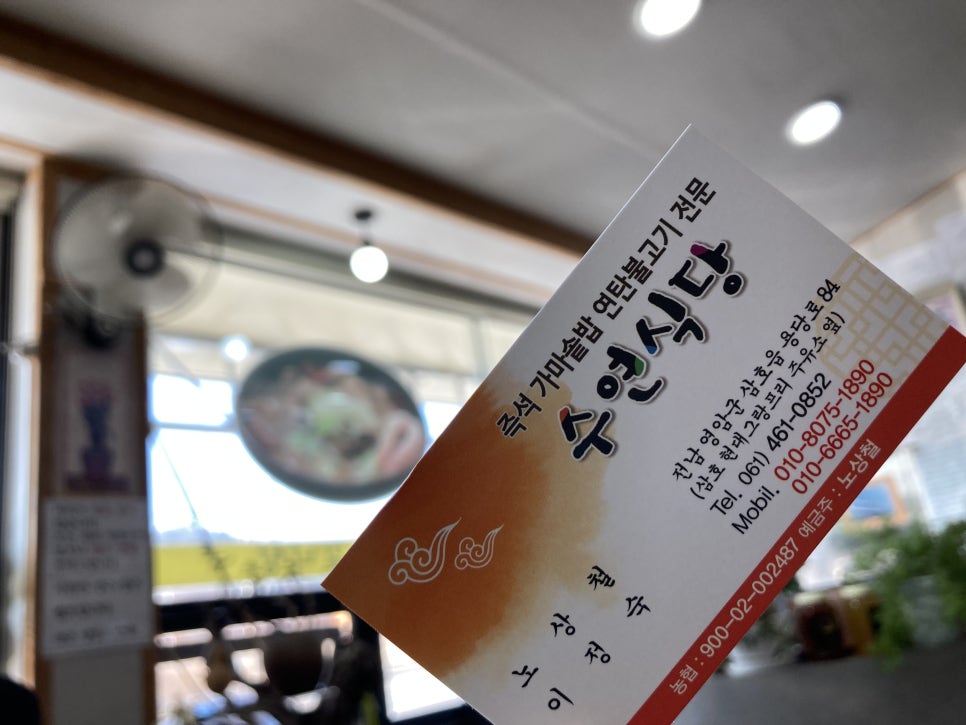 즉석 가마솥밥 연탄불고기 전문
수연식당
전남 영암군 삼호읍 용당로 84
(삼호 현대 그랑프리 주유소 옆)
Tel. 061) 461-0852
Mobil. 010-8075-1890
010-6665-1890
노 상 철
이 정 숙
농협 : 900-02-002487 예금주 : 노상철